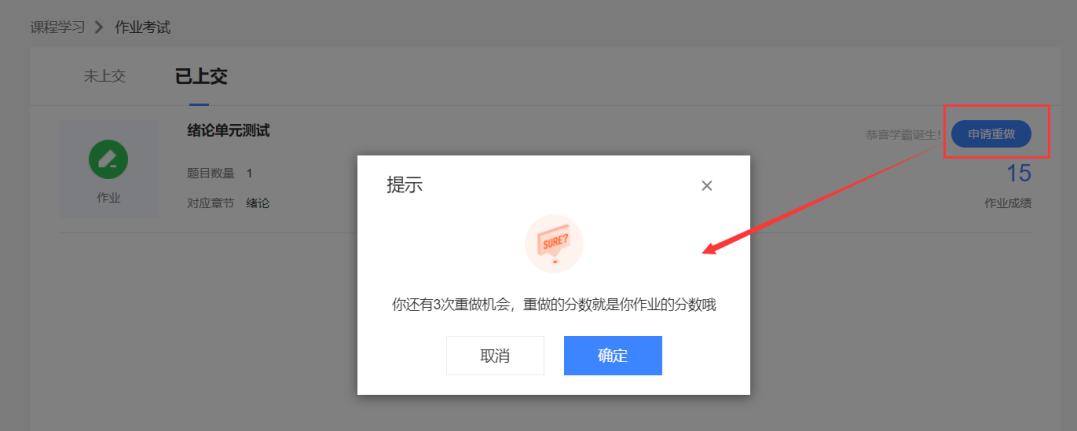 课程学习 > 作业考试
未上交 已上交
绪论单元测试
恭喜学霸诞生! 申请重做
作业
题目数量 1
15
对应章节 绪论
作业成绩
提示 ×
SURE?
你还有3次重做机会，重做的分数就是你作业的分数哦
取消 确定